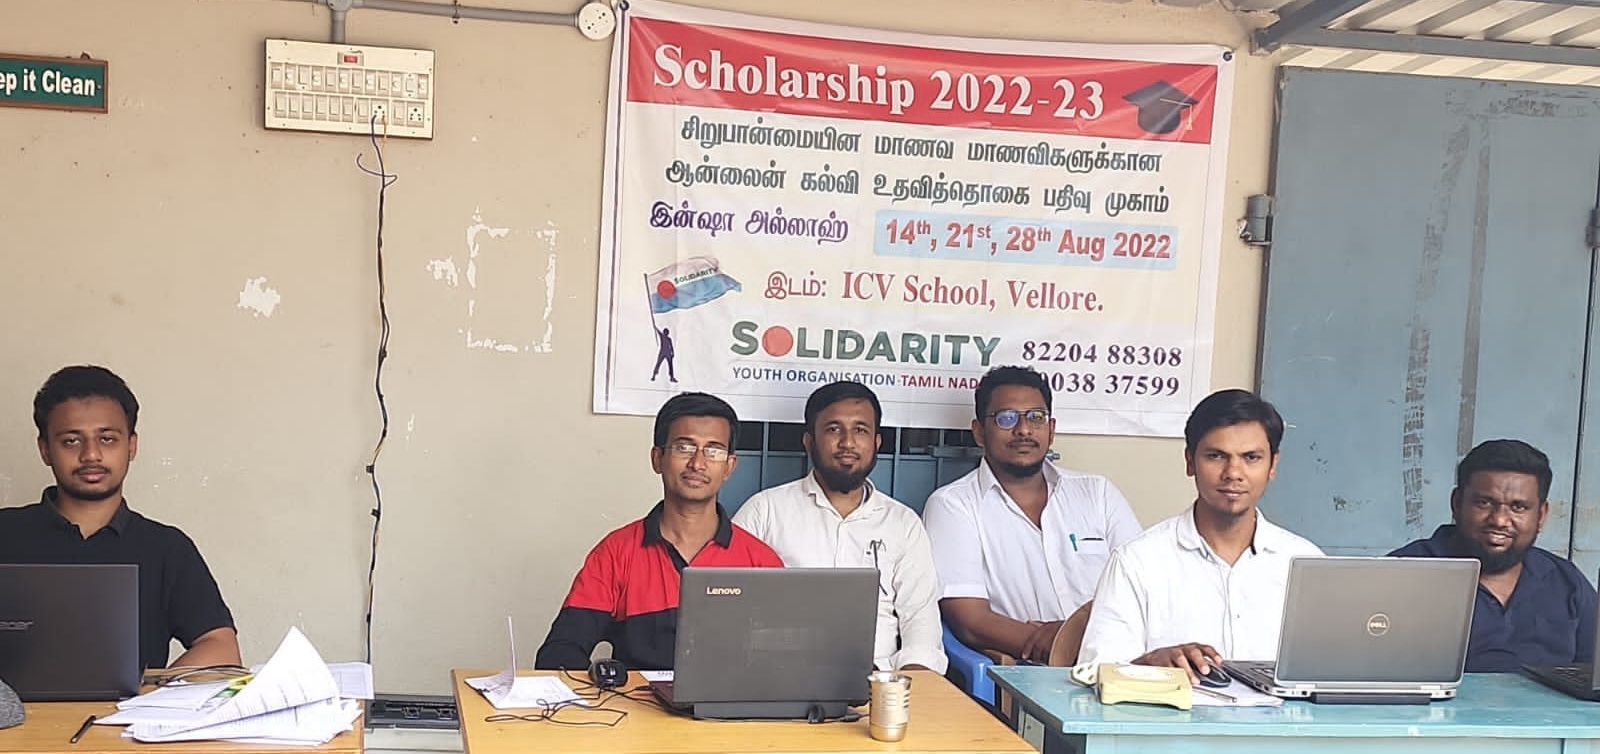 ep it Clean
Scholarship 2022-23
சிறுபான்மையின மாணவ மாணவிகளுக்கான
ஆன்லைன் கல்வி உதவித்தொகை பதிவு முகாம்
இன்ஷா அல்லாஹ் 14th, 21st, 28th Aug 2022
SOLIDARITY
இடம்: ICV School, Vellore.
SOLIDARITY 82204 88308
YOUTH ORGANISATION-TAMIL NAD 0038 37599
Lenovo
DELL
acer